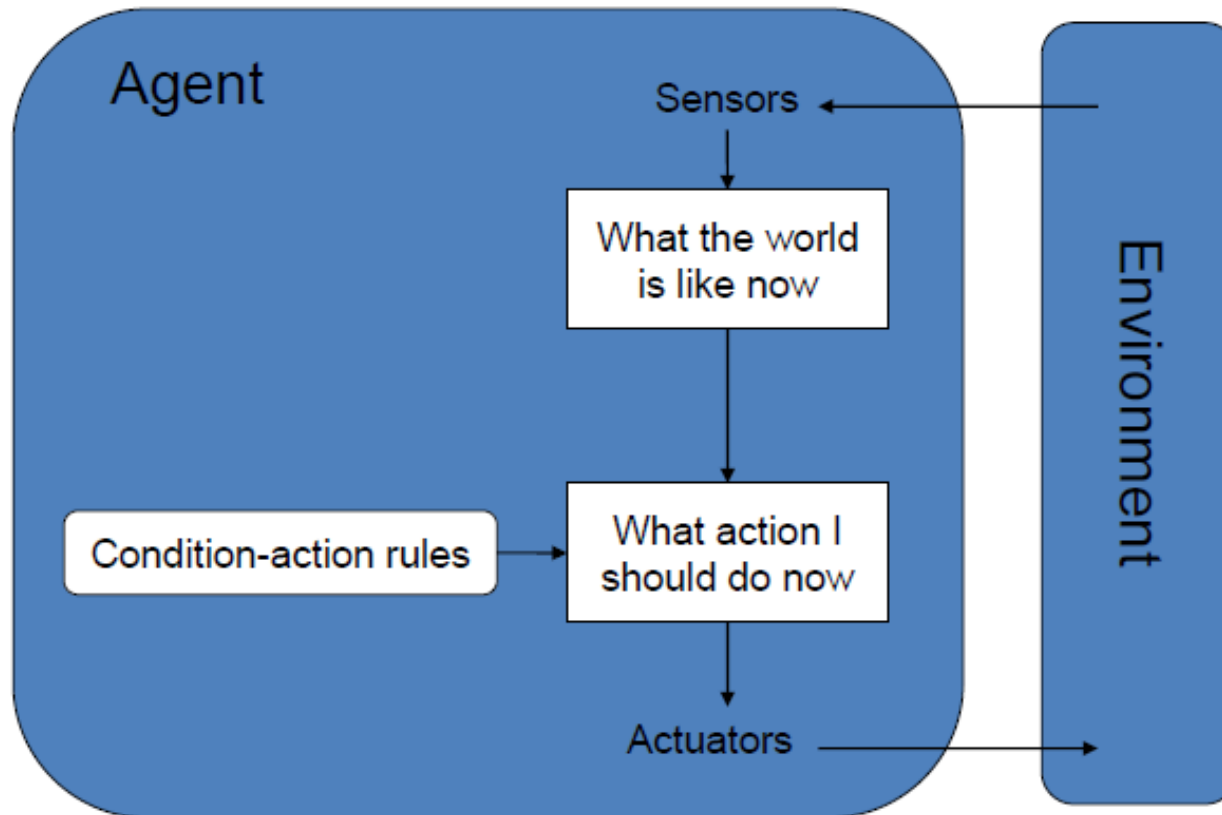 Agent
Sensors
What the world
is like now
Environment
Condition-action rules
What action I
should do now
Actuators